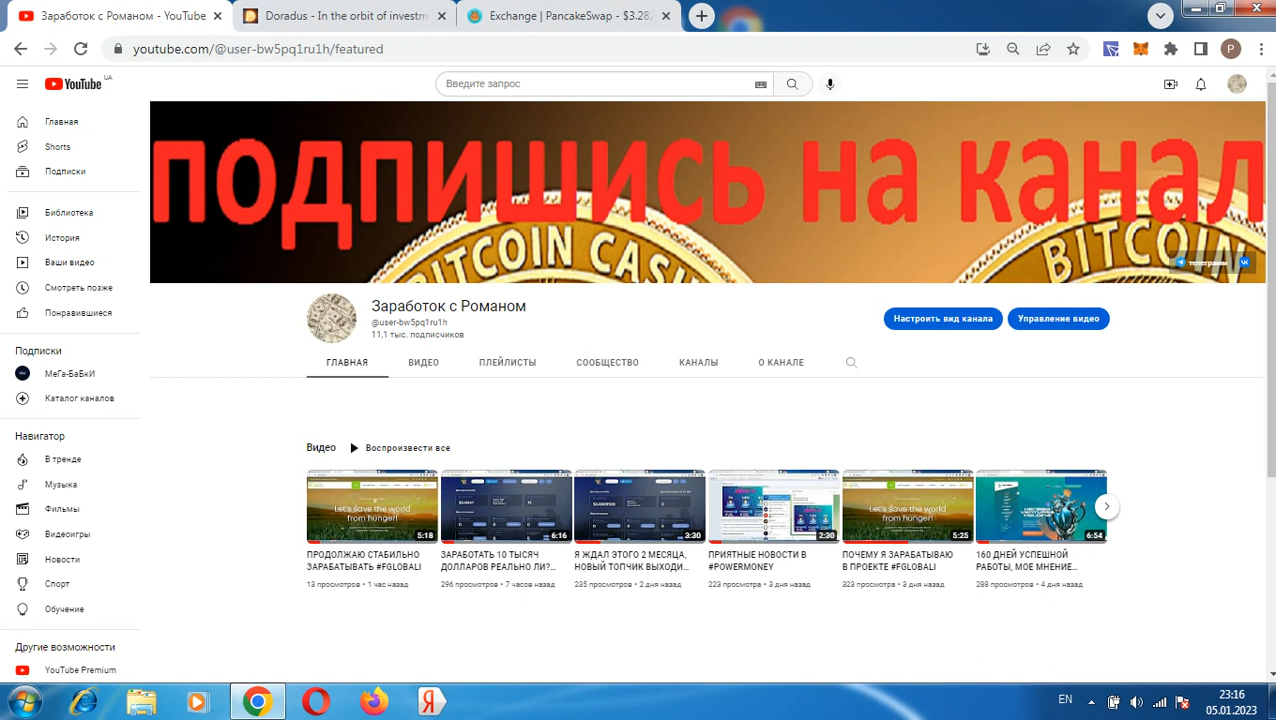 Заработок с Романом - YouTube
Doradus - In the orbit of investm
Exchange | PancakeSwap - $3.282
youtube.com/@user-bw5pq1ru1h/featured
P
YouTube UA
Введите запрос
Главная
Shorts
Подписки
Библиотека
История
Ваши видео
Смотреть позже
Понравившиеся
Подписки
МеГа-БаБкИ
Каталог каналов
Навигатор
В тренде
Музыка
Фильмы
Видеоигры
Новости
Спорт
Обучение
Другие возможности
YouTube Premium
подпишись на канал
BITCOIN CASH
BITCOIN
телеграмм
Заработок с Романом
@user-bw5pq1ru1h
11,1 тыс. подписчиков
Настроить вид канала
Управление видео
ГЛАВНАЯ ВИДЕО ПЛЕЙЛИСТЫ СООБЩЕСТВО КАНАЛЫ О КАНАЛЕ
Видео Воспроизвести все
Let's save the world
from hunger!
5:18
ПРОДОЛЖАЮ СТАБИЛЬНО
ЗАРАБАТЫВАТЬ #FGLOBALI
13 просмотров • 1 час назад
6:16
ЗАРАБОТАТЬ 10 ТЫСЯЧ
ДОЛЛАРОВ РЕАЛЬНО ЛИ?...
296 просмотров • 7 часов назад
3:30
Я ЖДАЛ ЭТОГО 2 МЕСЯЦА,
НОВЫЙ ТОПЧИК ВЫХОДИ...
235 просмотров • 2 дня назад
2:30
ПРИЯТНЫЕ НОВОСТИ В
#POWERMONEY
223 просмотра • 3 дня назад
Let's save the world
from hunger!
5:25
ПОЧЕМУ Я ЗАРАБАТЫВАЮ
В ПРОЕКТЕ #FGLOBALI
323 просмотра • 3 дня назад
6:54
160 ДНЕЙ УСПЕШНОЙ
РАБОТЫ, МОЕ МНЕНИЕ...
288 просмотров • 4 дня назад
EN
23:16
05.01.2023